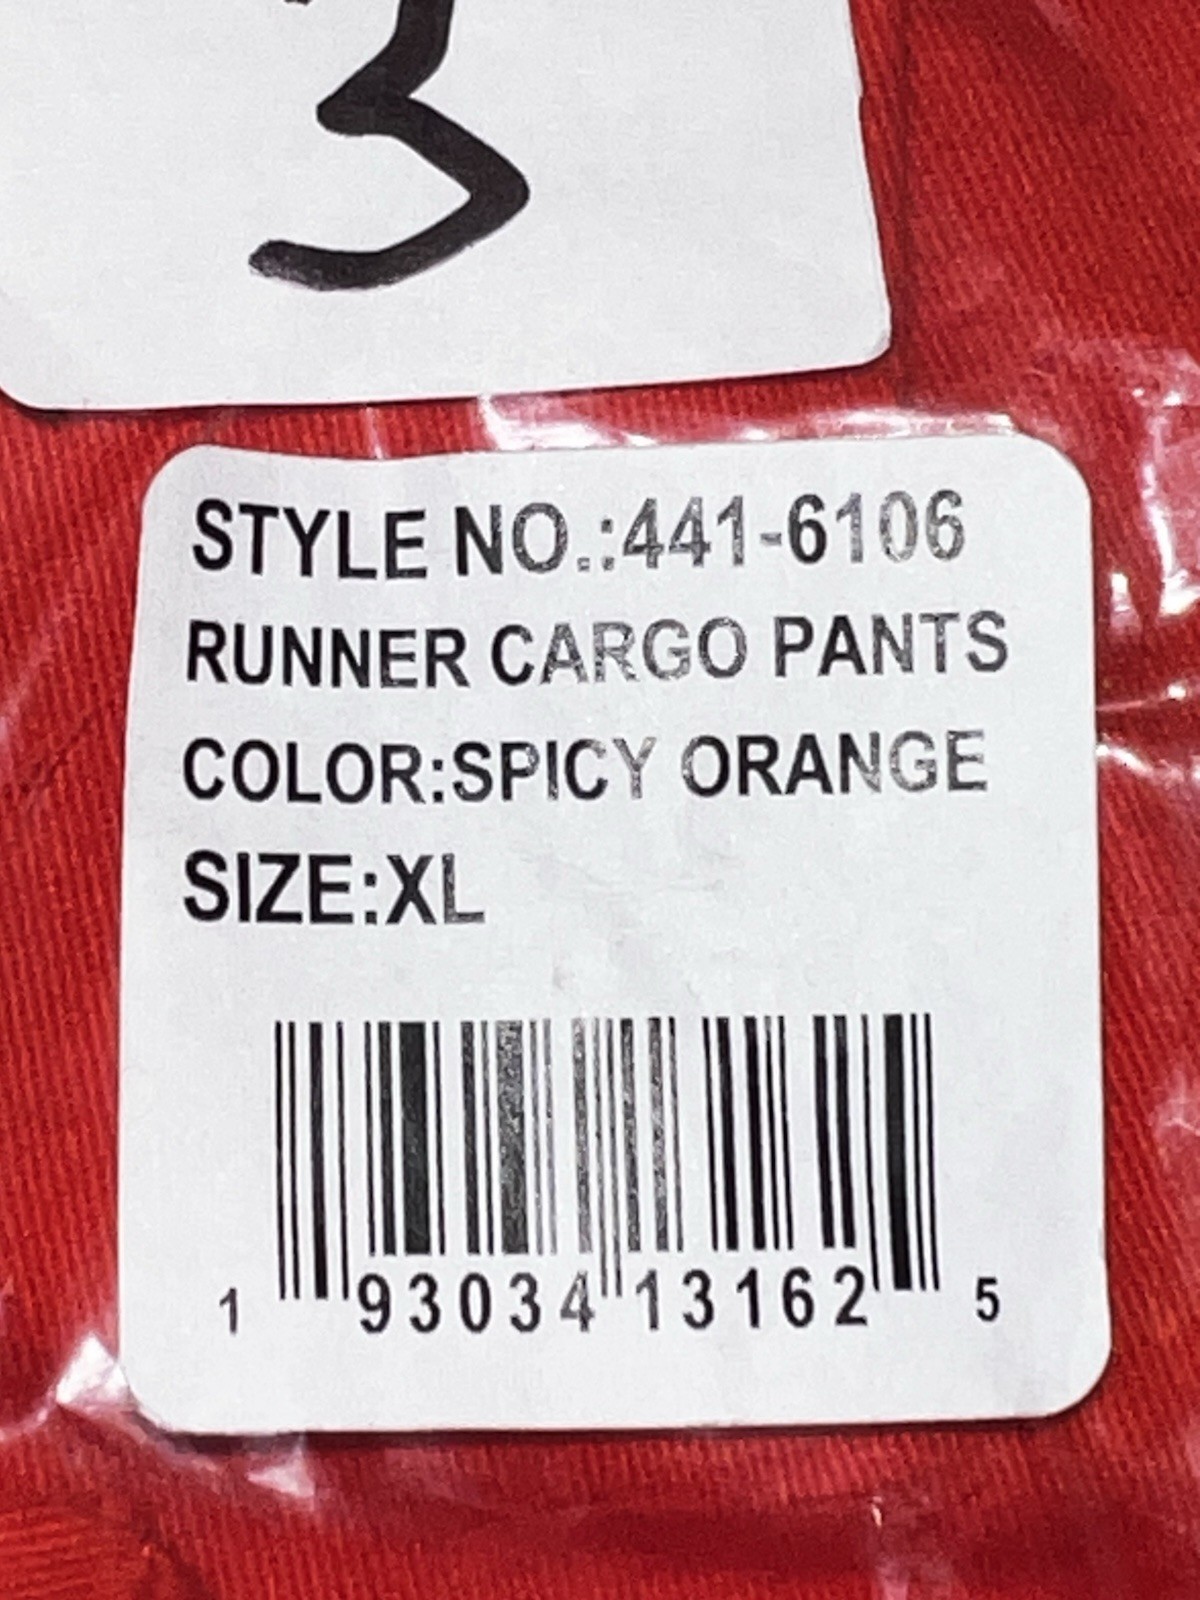 3
STYLE NO.:441-6106
RUNNER CARGO PANTS
COLOR:SPICY ORANGE
SIZE:XL
1 93034 13162 5